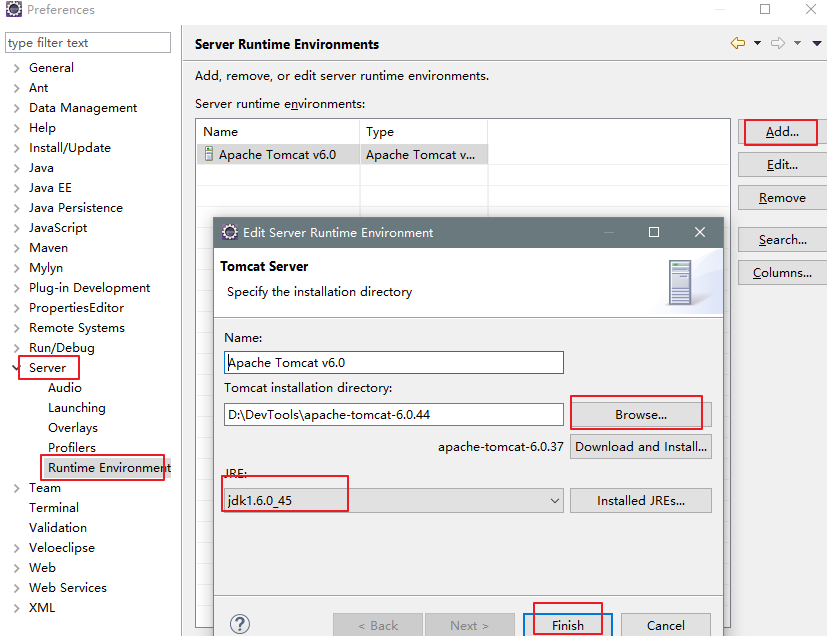 Preferences
type filter text
General
Ant
Data Management
Help
Install/Update
Java
Java EE
Java Persistence
JavaScript
Maven
Mylyn
Plug-in Development
PropertiesEditor
Remote Systems
Run/Debug
Server
Audio
Launching
Overlays
Profilers
Runtime Environment
Team
Terminal
Validation
Veloeclipse
Web
Web Services
XML
Server Runtime Environments
Add, remove, or edit server runtime environments.
Server runtime environments:
Name Type
Apache Tomcat v6.0 Apache Tomcat v...
Add...
Edit...
Remove
Search...
Columns...
Edit Server Runtime Environment
Tomcat Server
Specify the installation directory
Name:
Apache Tomcat v6.0
Tomcat installation directory:
D:\DevTools\apache-tomcat-6.0.44 Browse...
apache-tomcat-6.0.37 Download and Install...
JRE:
jdk1.6.0_45 Installed JREs...
? < Back Next > Finish Cancel